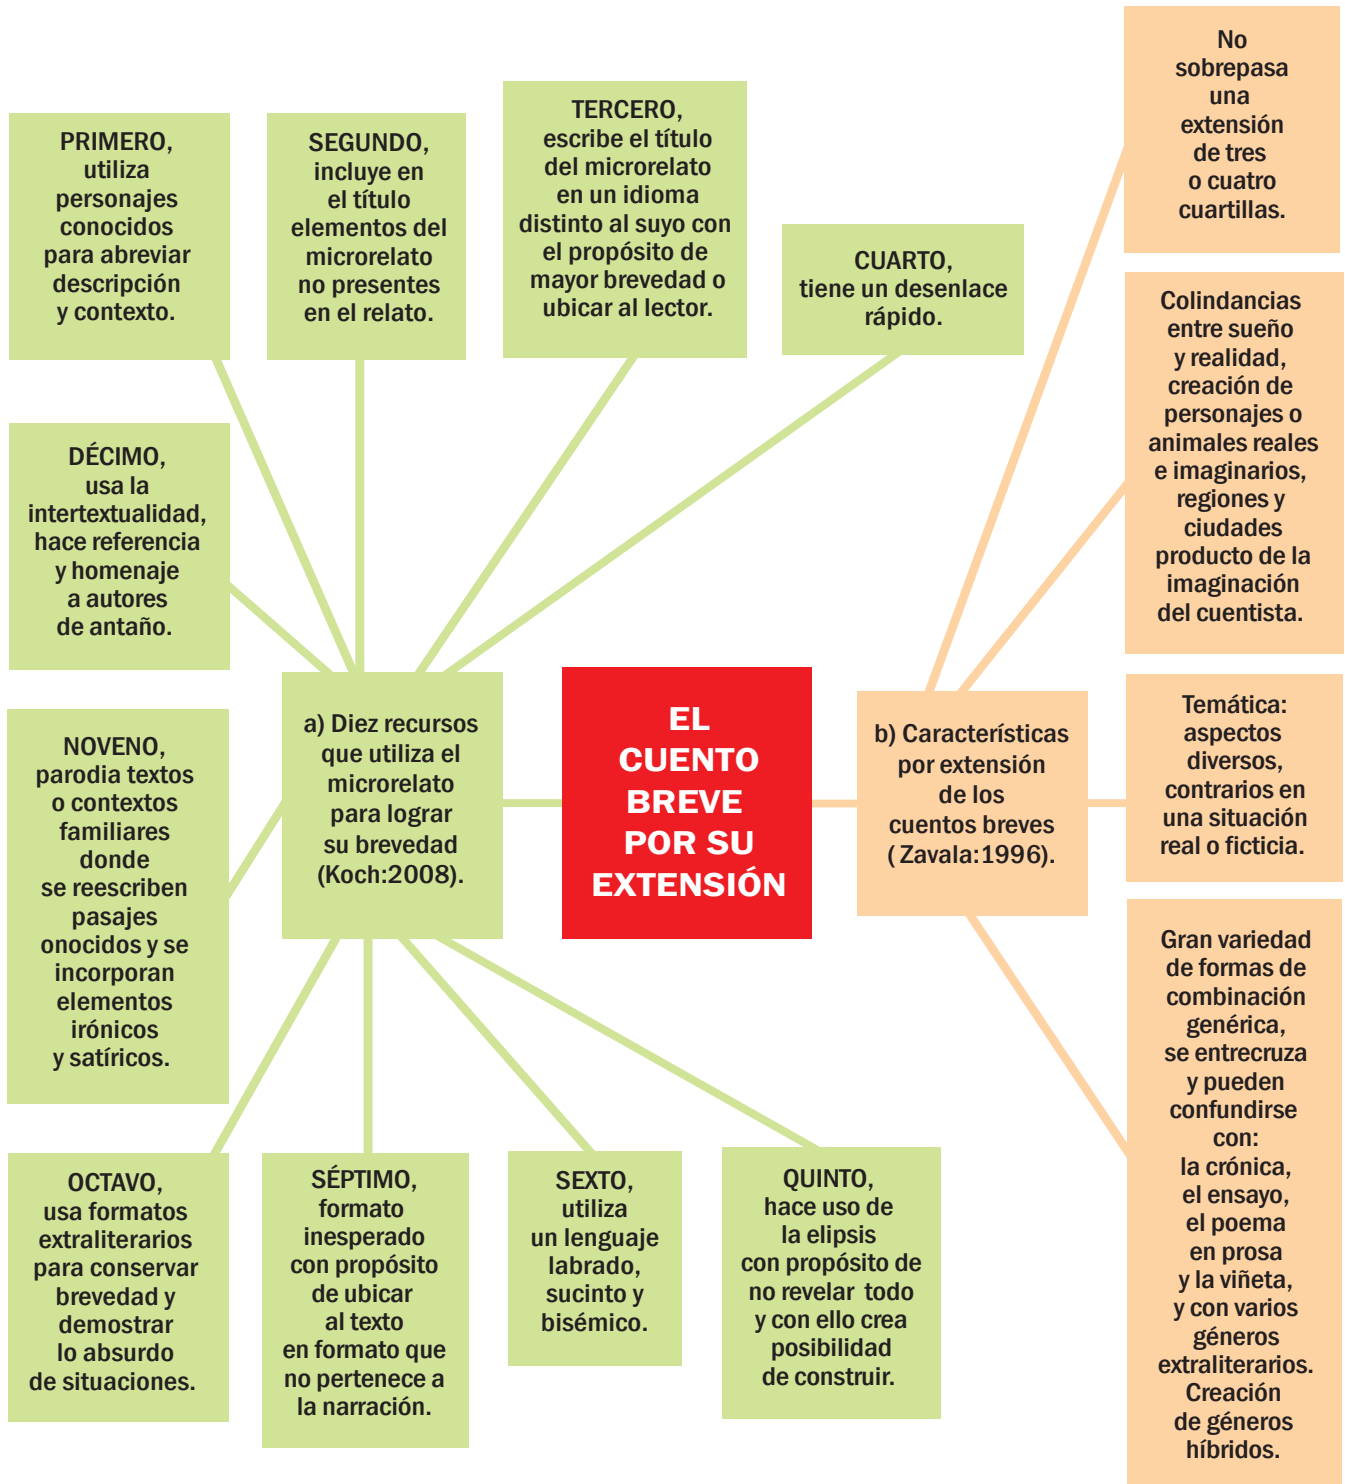 EL
CUENTO
BREVE
POR SU
EXTENSIÓN
a) Diez recursos
que utiliza el
microrelato
para lograr
su brevedad
(Koch:2008).
PRIMERO,
utiliza
personajes
conocidos
para abreviar
descripción
y contexto.
SEGUNDO,
incluye en
el título
elementos del
microrelato
no presentes
en el relato.
TERCERO,
escribe el título
del microrelato
en un idioma
distinto al suyo con
el propósito de
mayor brevedad o
ubicar al lector.
CUARTO,
tiene un desenlace
rápido.
QUINTO,
hace uso de
la elipsis
con propósito de
no revelar todo
y con ello crea
posibilidad
de construir.
SEXTO,
utiliza
un lenguaje
labrado,
sucinto y
bisémico.
SÉPTIMO,
formato
inesperado
con propósito
de ubicar
al texto
en formato que
no pertenece a
la narración.
OCTAVO,
usa formatos
extraliterarios
para conservar
brevedad y
demostrar
lo absurdo
de situaciones.
NOVENO,
parodia textos
o contextos
familiares
donde
se reescriben
pasajes
onocidos y se
incorporan
elementos
irónicos
y satíricos.
DÉCIMO,
usa la
intertextualidad,
hace referencia
y homenaje
a autores
de antaño.
b) Características
por extensión
de los
cuentos breves
( Zavala:1996).
No
sobrepasa
una
extensión
de tres
o cuatro
cuartillas.
Colindancias
entre sueño
y realidad,
creación de
personajes o
animales reales
e imaginarios,
regiones y
ciudades
producto de la
imaginación
del cuentista.
Temática:
aspectos
diversos,
contrarios en
una situación
real o ficticia.
Gran variedad
de formas de
combinación
genérica,
se entrecruza
y pueden
confundirse
con:
la crónica,
el ensayo,
el poema
en prosa
y la viñeta,
y con varios
géneros
extraliterarios.
Creación
de géneros
híbridos.